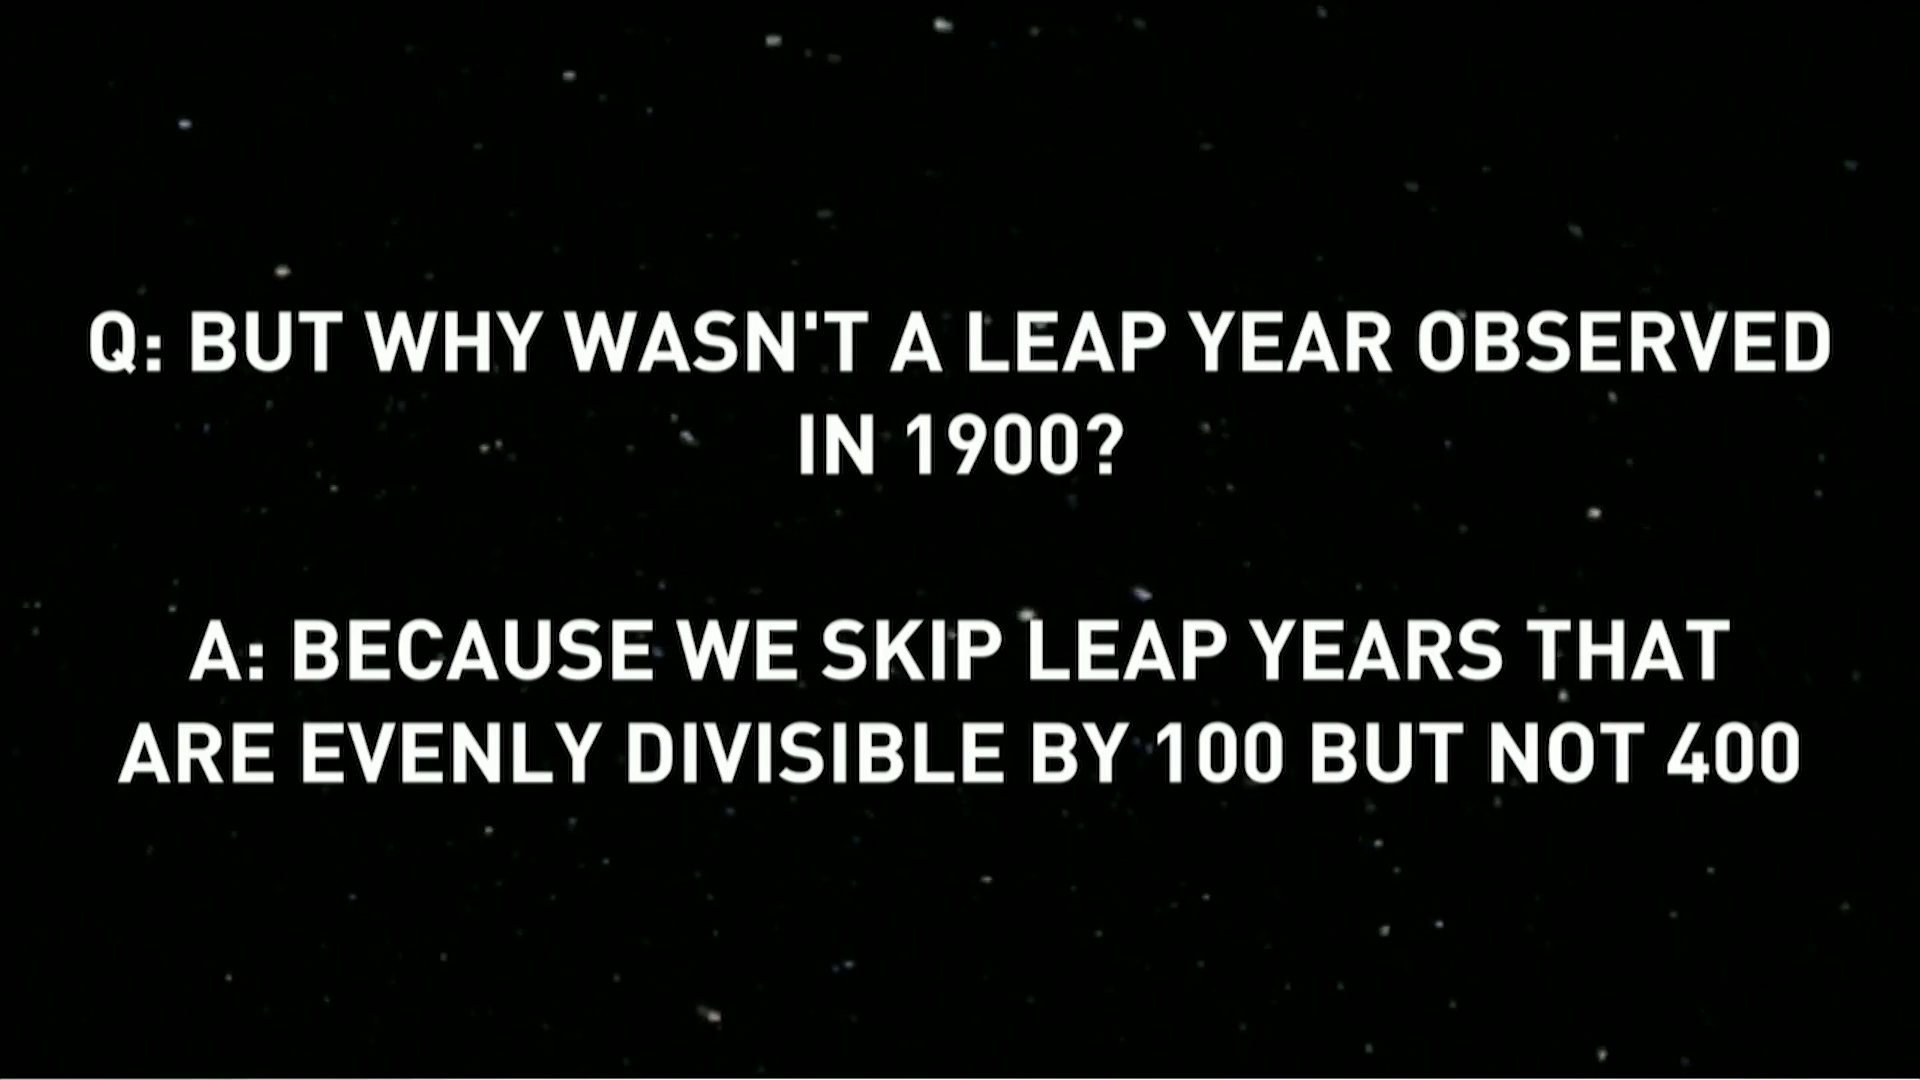 Q: BUT WHY WASN'T A LEAP YEAR OBSERVED
IN 1900?
A: BECAUSE WE SKIP LEAP YEARS THAT
ARE EVENLY DIVISIBLE BY 100 BUT NOT 400